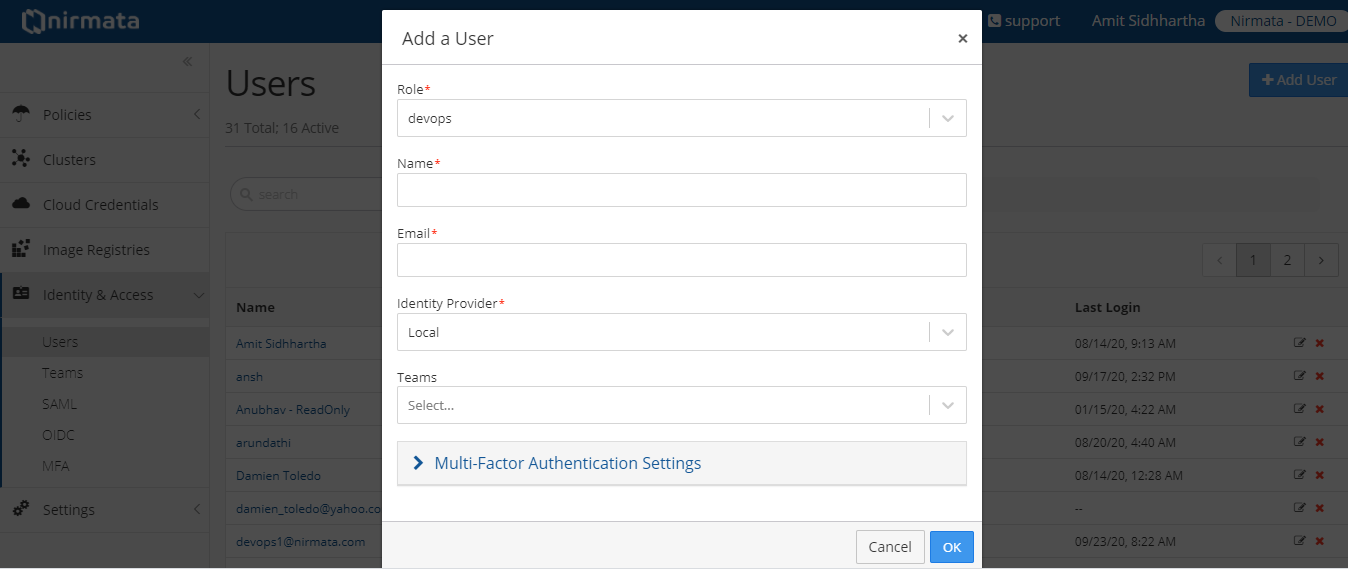 nirmata
support
Amit Sidhhartha
Nirmata - DEMO
Add a User
×
Role*
devops
Name*
Email*
Identity Provider*
Local
Teams
Select...
Multi-Factor Authentication Settings
Cancel
OK
«
Policies
Clusters
Cloud Credentials
Image Registries
Identity & Access
Users
Teams
SAML
OIDC
MFA
Settings
Users
+ Add User
31 Total; 16 Active
search
‹ 1 2 ›
Name Last Login
Amit Sidhhartha 08/14/20, 9:13 AM
ansh 09/17/20, 2:32 PM
Anubhav - ReadOnly 01/15/20, 4:22 AM
arundathi 08/20/20, 4:40 AM
Damien Toledo 08/14/20, 12:28 AM
damien_toledo@yahoo.co --
devops1@nirmata.com 09/23/20, 8:22 AM